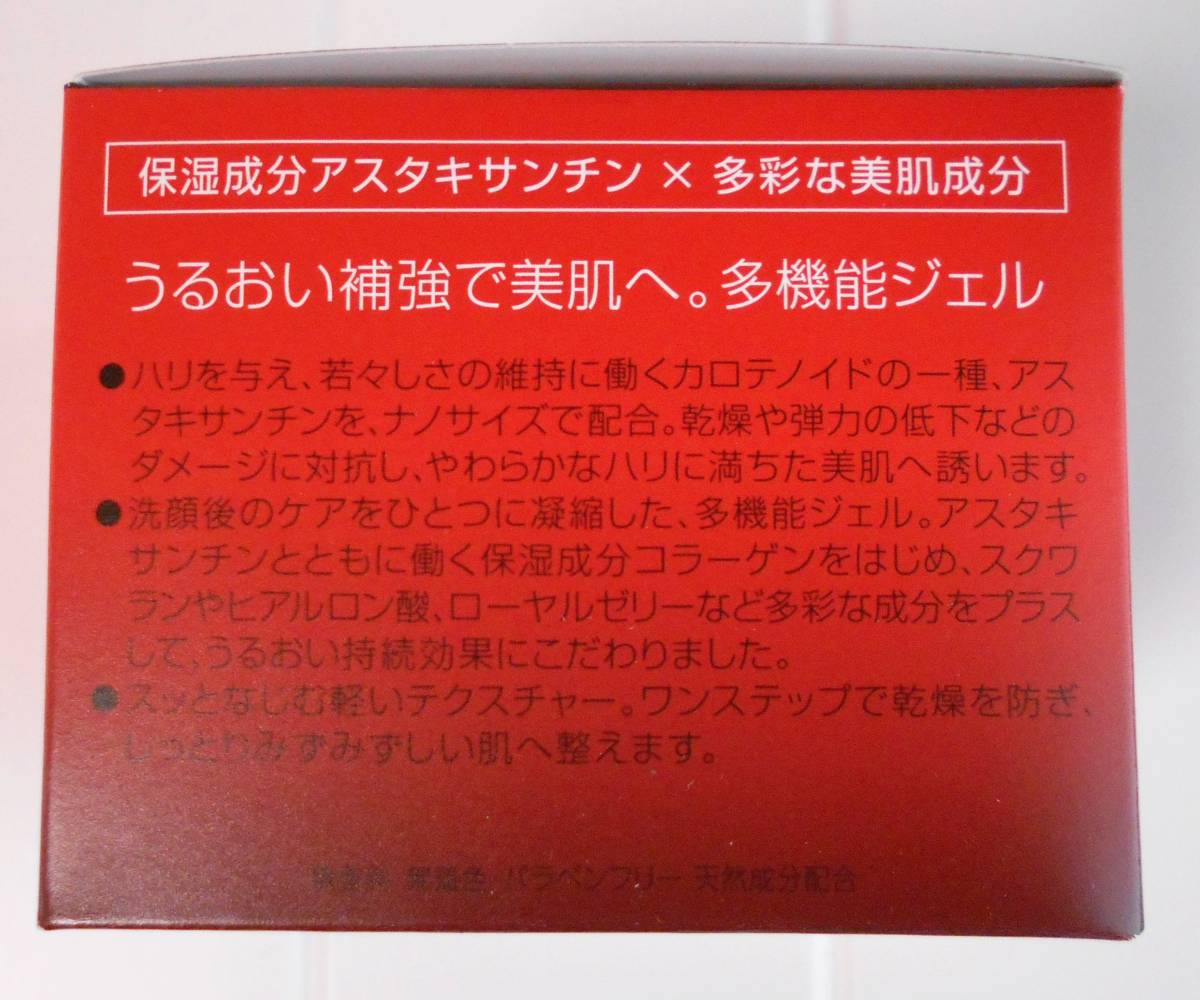 保湿成分アスタキサンチン × 多彩な美肌成分
うるおい補強で美肌へ。多機能ジェル
●ハリを与え、若々しさの維持に働くカロテノイドの一種、アス
タキサンチンを、ナノサイズで配合。乾燥や弾力の低下などの
ダメージに対抗し、やわらかなハリに満ちた美肌へ誘います。
●洗顔後のケアをひとつに凝縮した、多機能ジェル。アスタキ
サンチンとともに働く保湿成分コラーゲンをはじめ、スクワ
ランやヒアルロン酸、ローヤルゼリーなど多彩な成分をプラス
して、うるおい持続効果にこだわりました。
●スッとなじむ軽いテクスチャー。ワンステップで乾燥を防ぎ、
しっとりみずみずしい肌へ整えます。
無着色 パラベンフリー 天然成分配合